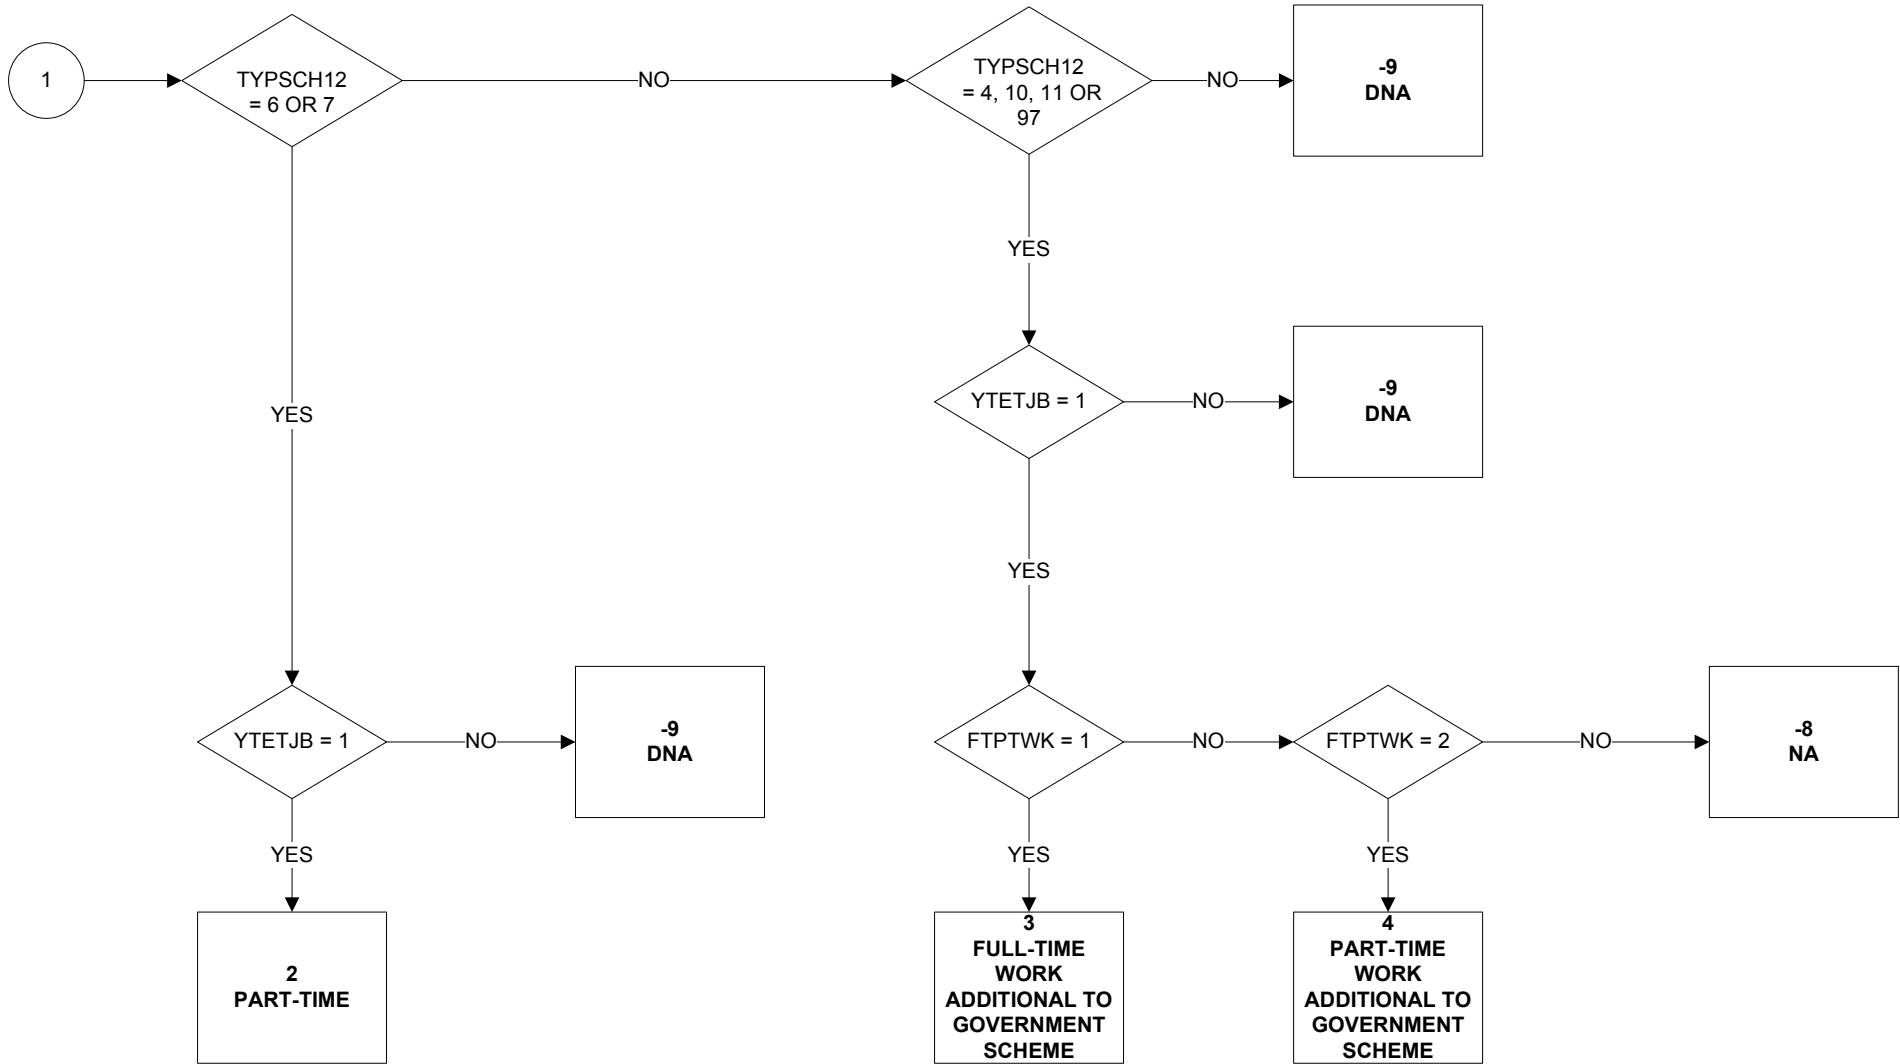 1
TYPSCH12
= 6 OR 7
NO
TYPSCH12
= 4, 10, 11 OR
97
NO
-9
DNA
YES
YES
YTETJB = 1
NO
-9
DNA
YES
YTETJB = 1
NO
-9
DNA
FTPTWK = 1
NO
FTPTWK = 2
NO
-8
NA
YES
YES
YES
2
PART-TIME
3
FULL-TIME
WORK
ADDITIONAL TO
GOVERNMENT
SCHEME
4
PART-TIME
WORK
ADDITIONAL TO
GOVERNMENT
SCHEME